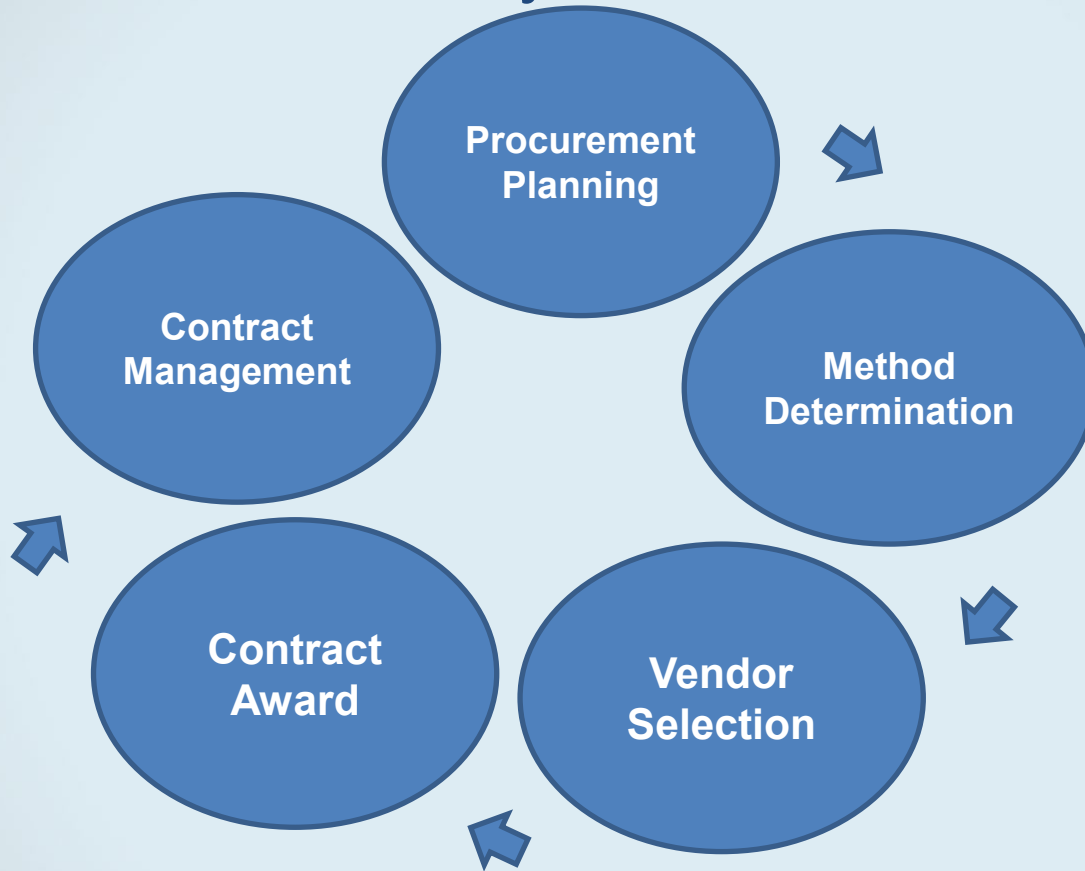 Procurement
Planning
Method
Determination
Vendor
Selection
Contract
Award
Contract
Management